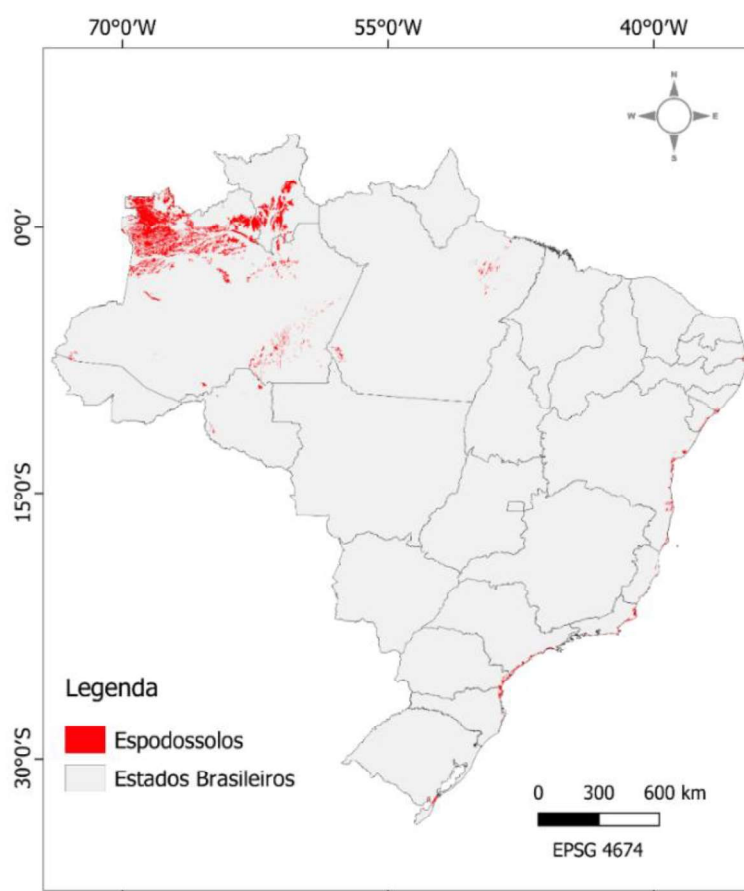 70°0'W 55°0'W 40°0'W
N
W E
S
0°0'
15°0'S
30°0'S
Legenda
Espodossolos
Estados Brasileiros
0 300 600 km
EPSG 4674